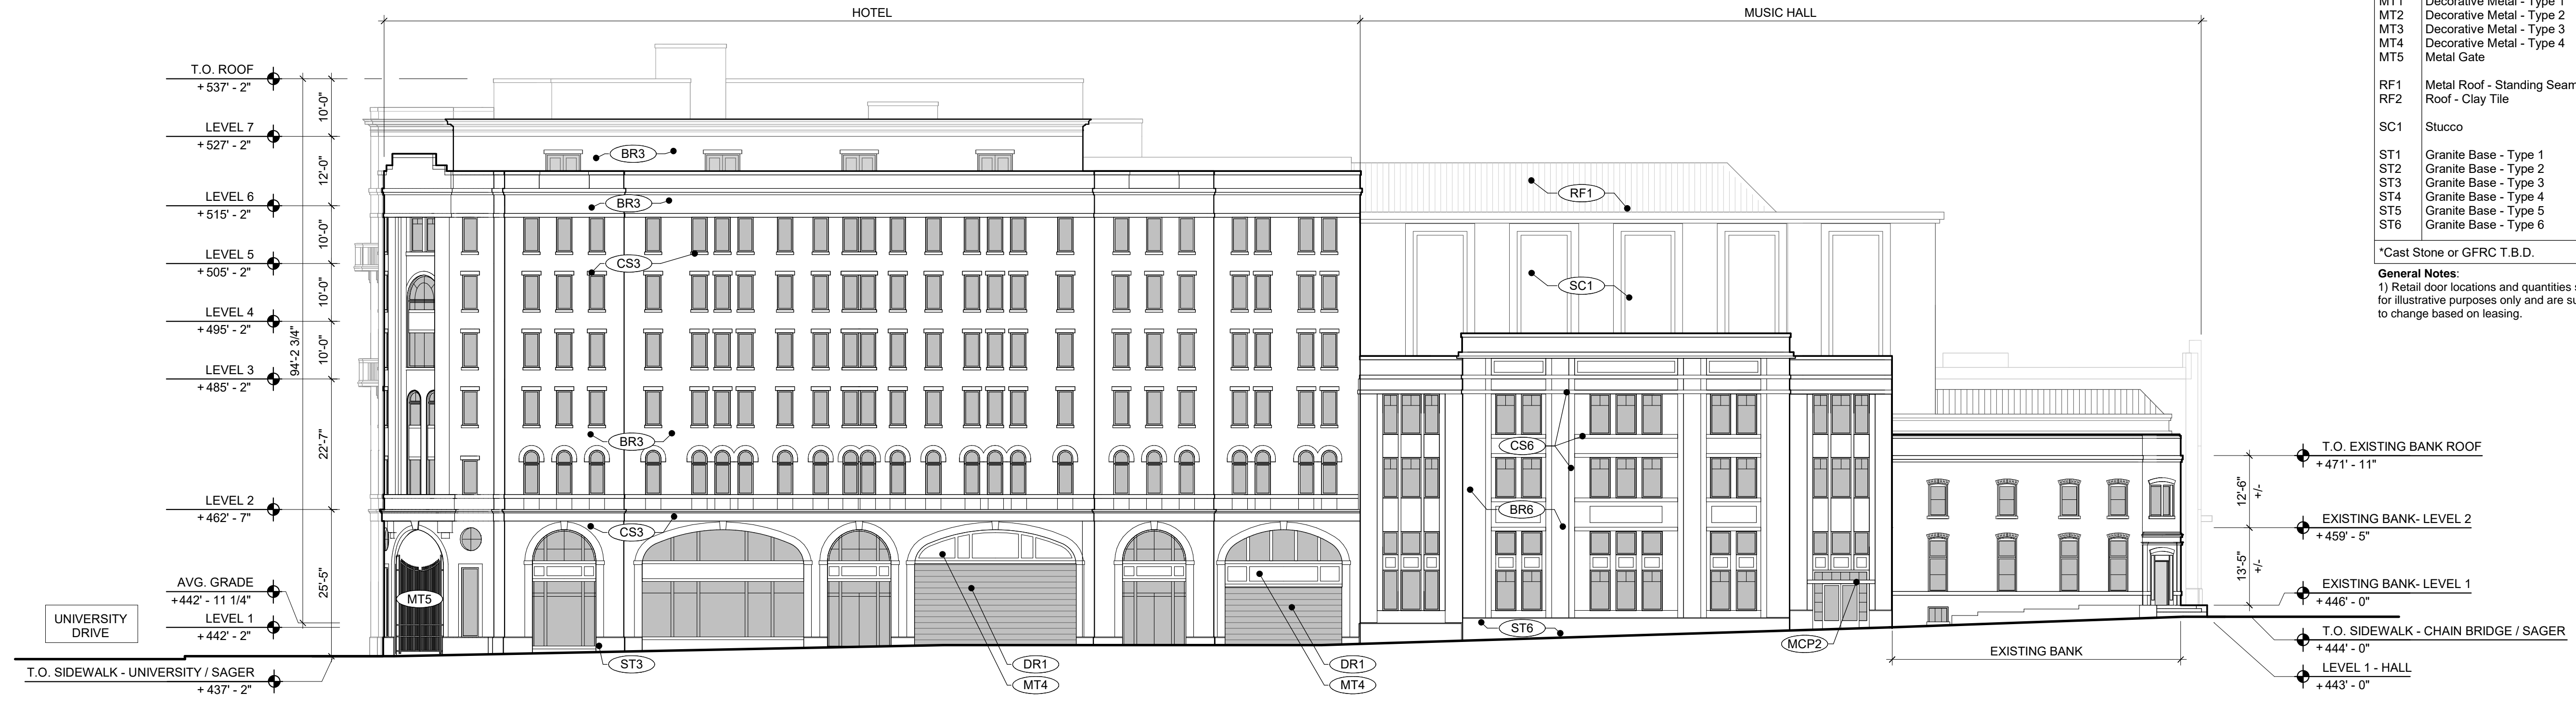 HOTEL
MUSIC HALL
T.O. ROOF
+ 537' - 2"
LEVEL 7
+ 527' - 2"
LEVEL 6
+ 515' - 2"
LEVEL 5
+ 505' - 2"
LEVEL 4
+ 495' - 2"
LEVEL 3
+ 485' - 2"
LEVEL 2
+ 462' - 7"
AVG. GRADE
+442' - 11 1/4"
LEVEL 1
+ 442' - 2"
T.O. SIDEWALK - UNIVERSITY / SAGER
+ 437' - 2"
UNIVERSITY
DRIVE
10'-0"
12'-0"
10'-0"
10'-0"
10'-0"
94'-2 3/4"
22'-7"
25'-5"
BR3
BR3
CS3
BR3
CS3
MT5
ST3
DR1
MT4
DR1
MT4
RF1
SC1
CS6
BR6
ST6
MCP2
EXISTING BANK
T.O. EXISTING BANK ROOF
+ 471' - 11"
12'-6"
+/-
EXISTING BANK- LEVEL 2
+ 459' - 5"
13'-5"
+/-
EXISTING BANK- LEVEL 1
+ 446' - 0"
T.O. SIDEWALK - CHAIN BRIDGE / SAGER
+ 444' - 0"
LEVEL 1 - HALL
+ 443' - 0"
MT1 Decorative Metal - Type 1
MT2 Decorative Metal - Type 2
MT3 Decorative Metal - Type 3
MT4 Decorative Metal - Type 4
MT5 Metal Gate
RF1 Metal Roof - Standing Seam
RF2 Roof - Clay Tile
SC1 Stucco
ST1 Granite Base - Type 1
ST2 Granite Base - Type 2
ST3 Granite Base - Type 3
ST4 Granite Base - Type 4
ST5 Granite Base - Type 5
ST6 Granite Base - Type 6
*Cast Stone or GFRC T.B.D.
General Notes:
1) Retail door locations and quantities
for illustrative purposes only and are
to change based on leasing.